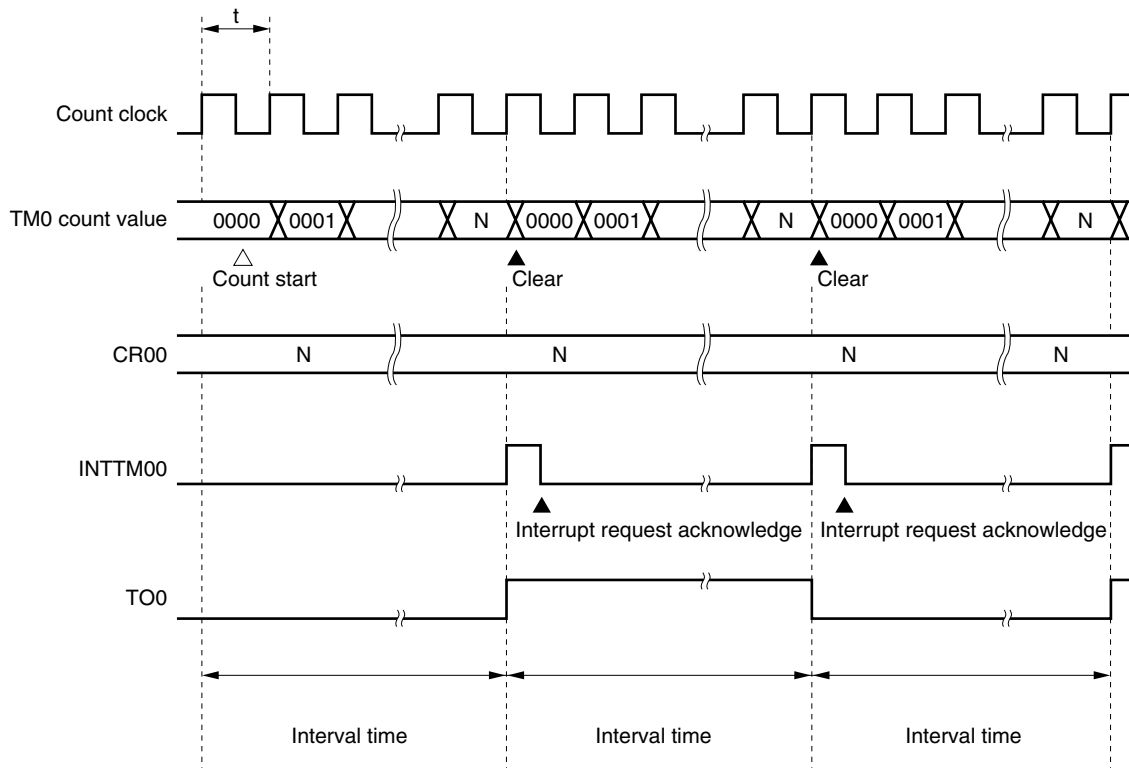 t
Count clock
TM0 count value 0000 0001 N 0000 0001 N 0000 0001 N
Count start Clear Clear
CR00 N N N N
INTTM00
Interrupt request acknowledge Interrupt request acknowledge
TO0
Interval time Interval time Interval time